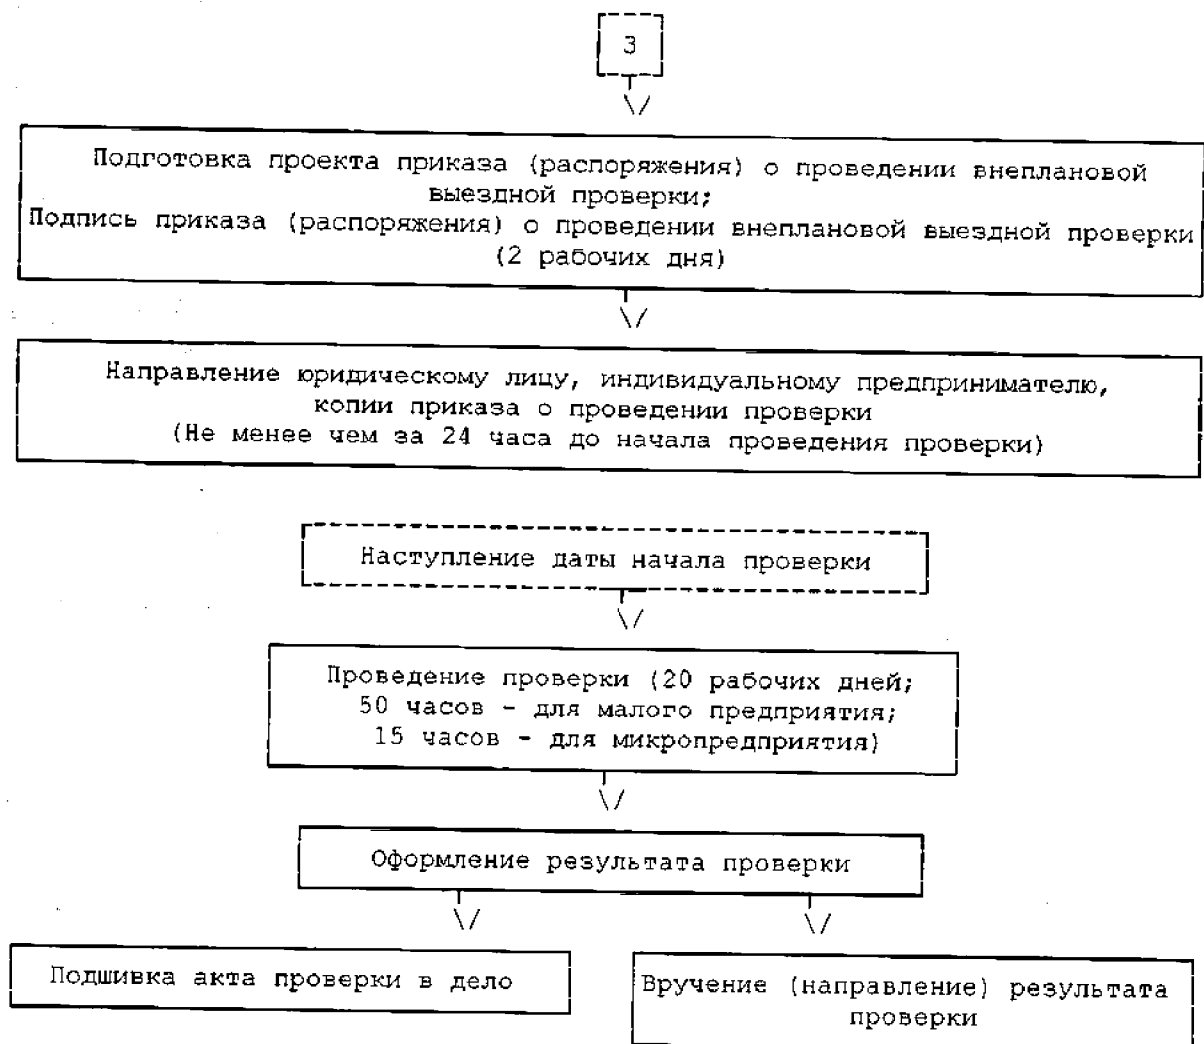 3
Подготовка проекта приказа (распоряжения) о проведении внеплановой
выездной проверки;
Подпись приказа (распоряжения) о проведении внеплановой выездной проверки
(2 рабочих дня)
Направление юридическому лицу, индивидуальному предпринимателю,
копии приказа о проведении проверки
(Не менее чем за 24 часа до начала проведения проверки)
Наступление даты начала проверки
Проведение проверки (20 рабочих дней;
50 часов - для малого предприятия;
15 часов - для микропредприятия)
Оформление результата проверки
Подшивка акта проверки в дело
Вручение (направление) результата
проверки